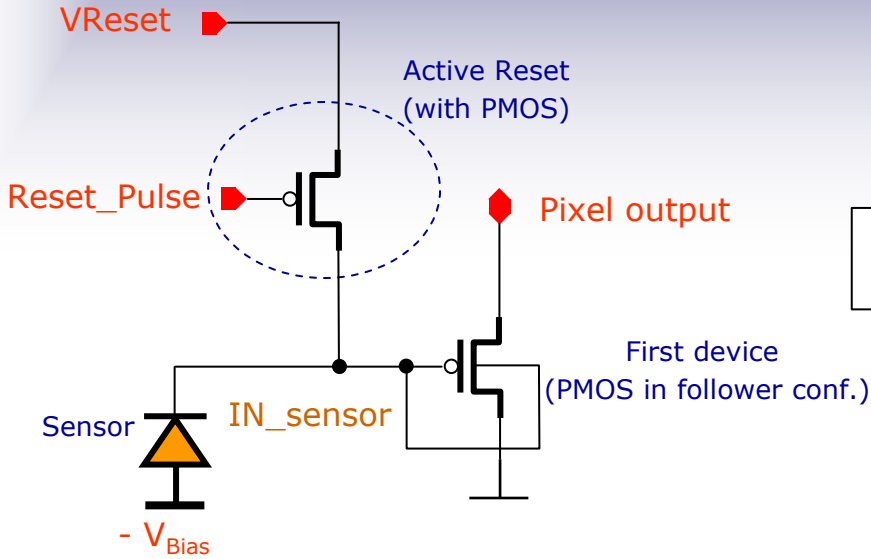 VReset
Active Reset
(with PMOS)
Reset_Pulse
Pixel output
First device
(PMOS in follower conf.)
IN_sensor
Sensor
- VBias